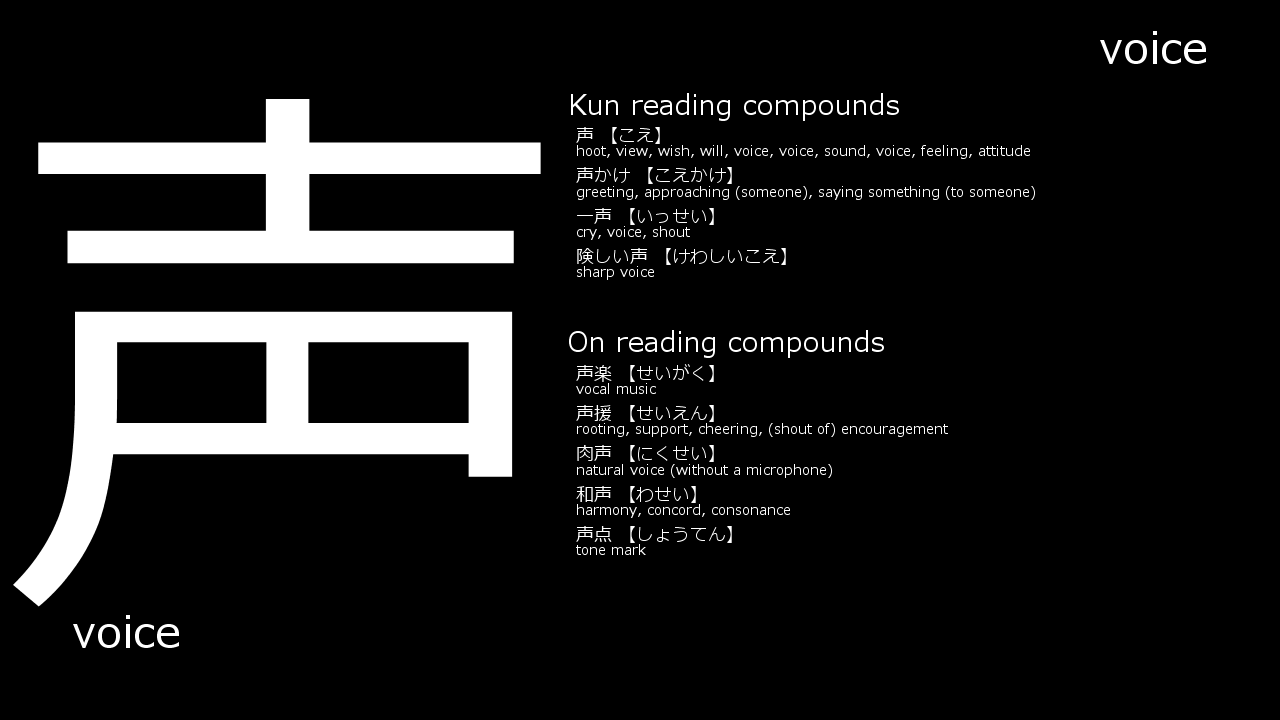 voice
声
voice
Kun reading compounds
声 【こえ】
hoot, view, wish, will, voice, voice, sound, voice, feeling, attitude
声かけ 【こえかけ】
greeting, approaching (someone), saying something (to someone)
一声 【いっせい】
cry, voice, shout
険しい声 【けわしいこえ】
sharp voice
On reading compounds
声楽 【せいがく】
vocal music
声援 【せいえん】
rooting, support, cheering, (shout of) encouragement
肉声 【にくせい】
natural voice (without a microphone)
和声 【わせい】
harmony, concord, consonance
声点 【しょうてん】
tone mark